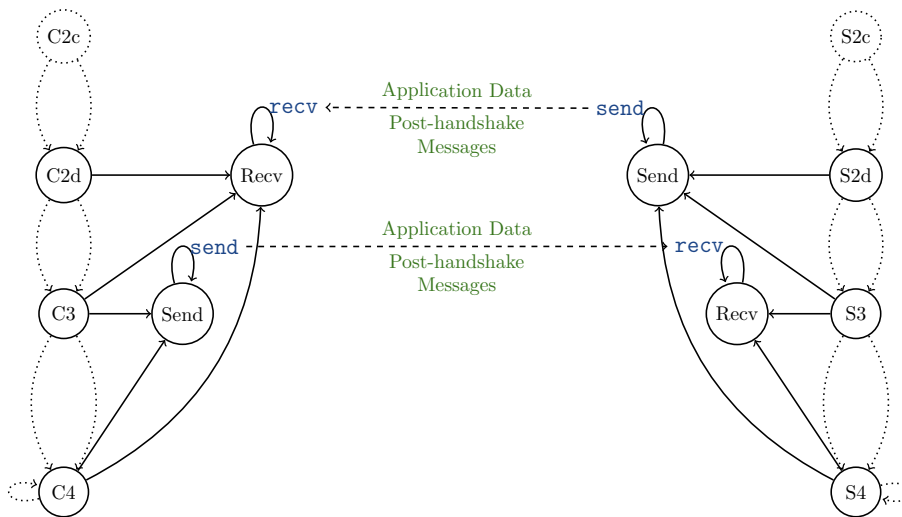 C2c
S2c
Application Data
recv
send
Post-handshake
Messages
C2d
Recv
Send
S2d
Application Data
send
recv
Post-handshake
Messages
C3
Send
Recv
S3
C4
S4